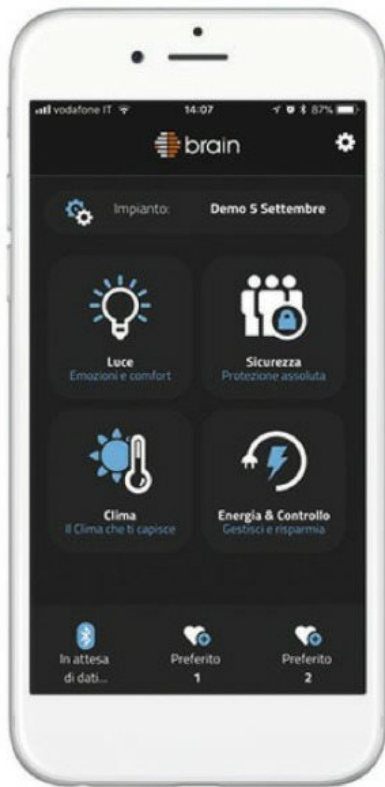 vodafone IT 14:07 87%
brain
Impianto: Demo 5 Settembre
Luce
Emozioni e comfort
Sicurezza
Protezione assoluta
Clima
Il Clima che ti capisce
Energia & Controllo
Gestisci e risparmia
In attesa
di dati...
Preferito
1
Preferito
2